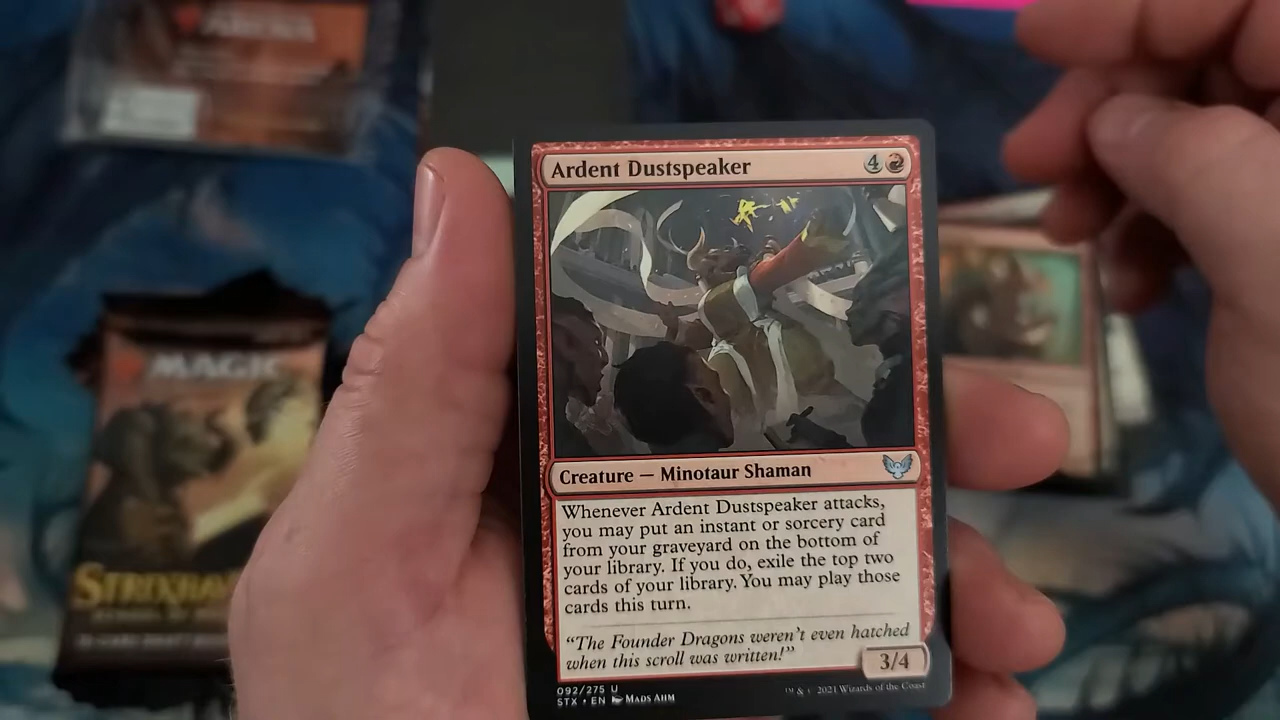 ARENA
Ardent Dustspeaker 4
Creature — Minotaur Shaman
Whenever Ardent Dustspeaker attacks,
you may put an instant or sorcery card
from your graveyard on the bottom of
your library. If you do, exile the top two
cards of your library. You may play those
cards this turn.
“The Founder Dragons weren’t even hatched
when this scroll was written!”
3/4
092/275 U
STX • EN Mads Ahm
™ & © 2021 Wizards of the Coast
MAGIC